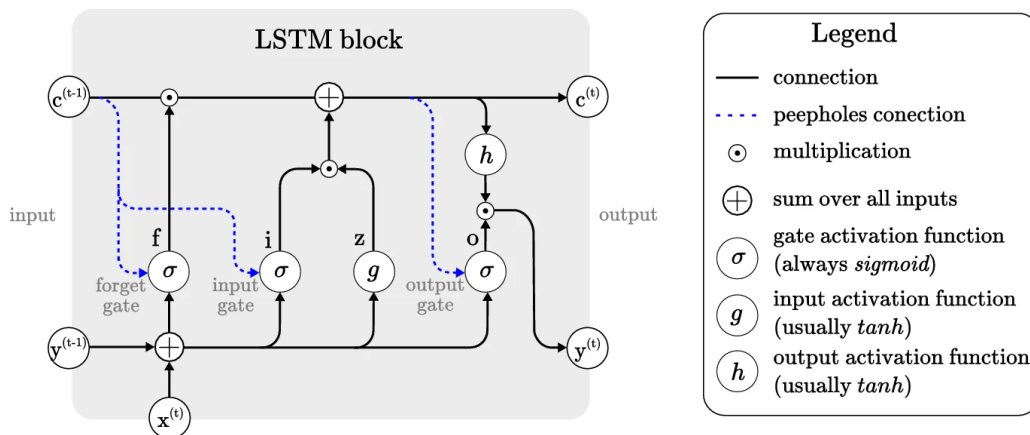 LSTM block
c(t-1)
c(t)
h
input
output
f
i
z
o
σ
σ
g
σ
forget
gate
input
gate
output
gate
y(t-1)
y(t)
x(t)
Legend
connection
peepholes conection
multiplication
sum over all inputs
σ
gate activation function
(always sigmoid)
g
input activation function
(usually tanh)
h
output activation function
(usually tanh)